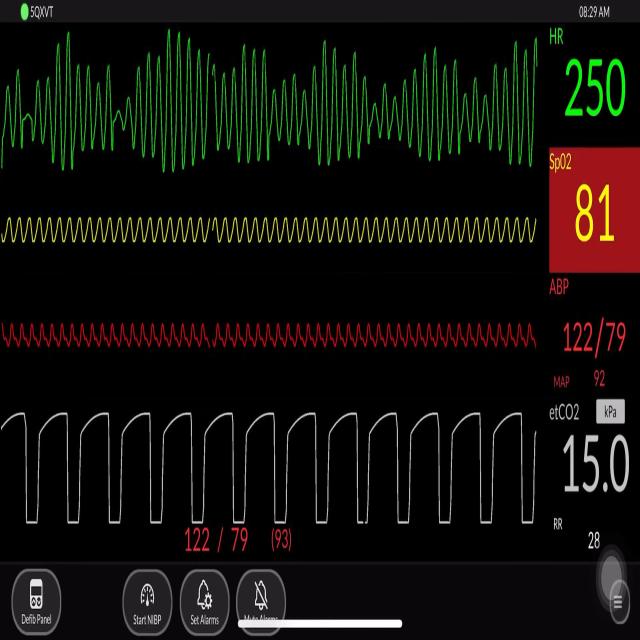 5QXVT
08:29 AM
HR
250
SpO2
81
ABP
122/79
MAP 92
etCO2 kPa
15.0
RR
28
122 / 79 (93)
Defib Panel
Start NIBP
Set Alarms
Mute Alarms